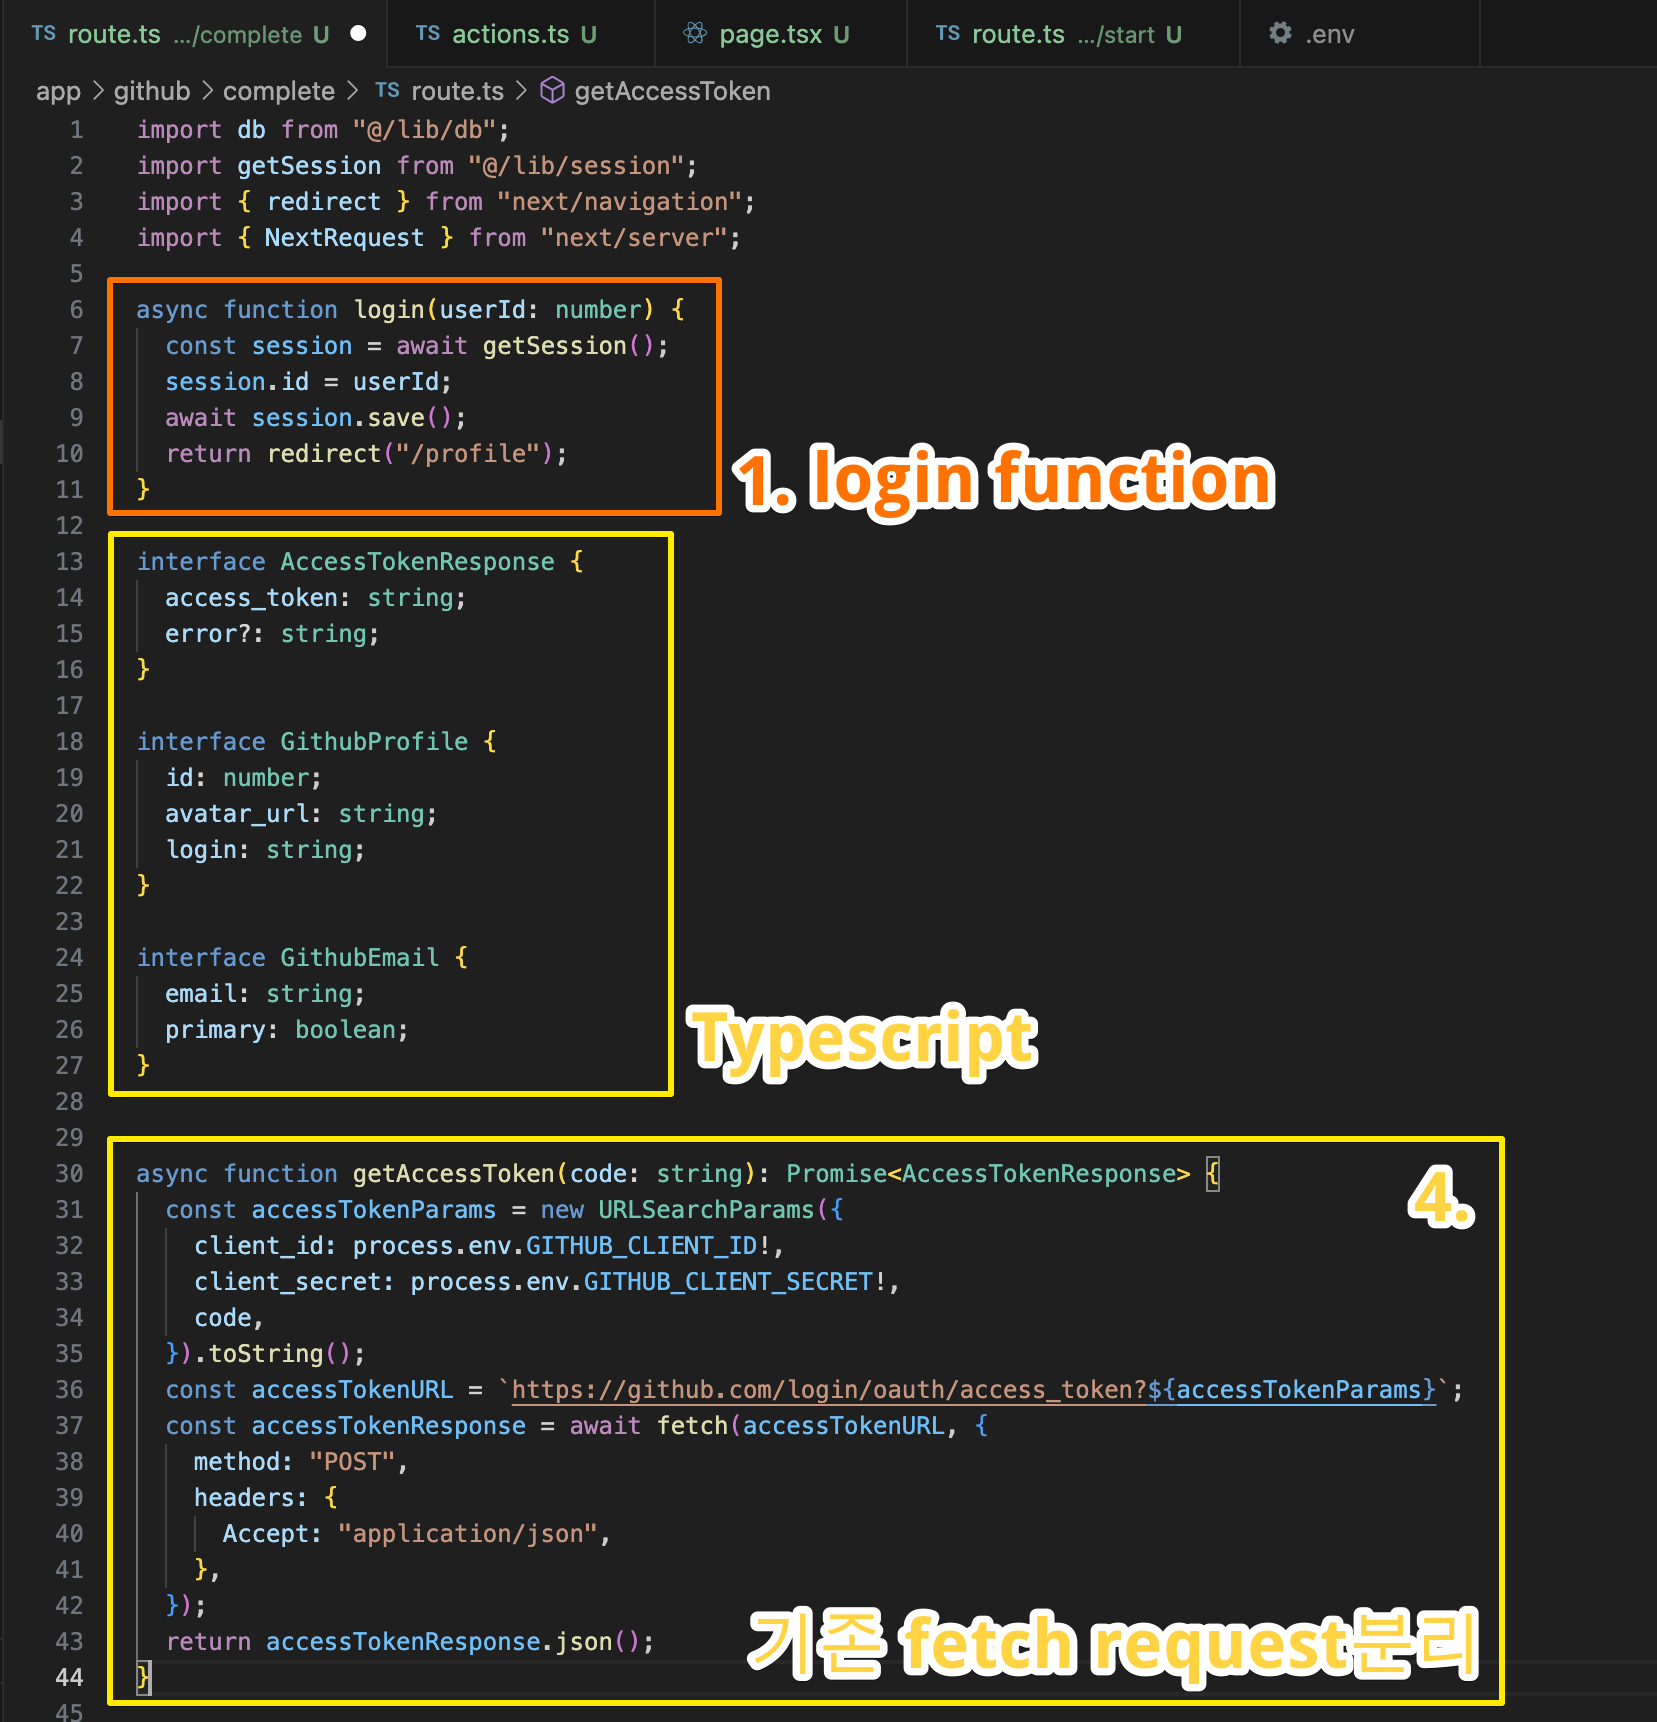 TS route.ts .../complete U TS actions.ts U page.tsx U TS route.ts .../start U .env
app > github > complete > TS route.ts > getAccessToken
1 import db from "@/lib/db";
2 import getSession from "@/lib/session";
3 import { redirect } from "next/navigation";
4 import { NextRequest } from "next/server";
5
6 async function login(userId: number) {
7 const session = await getSession();
8 session.id = userId;
9 await session.save();
10 return redirect("/profile");
11 }
1. login function
12
13 interface AccessTokenResponse {
14 access_token: string;
15 error?: string;
16 }
17
18 interface GithubProfile {
19 id: number;
20 avatar_url: string;
21 login: string;
22 }
23
24 interface GithubEmail {
25 email: string;
26 primary: boolean;
27 }
Typescript
28
29
30 async function getAccessToken(code: string): Promise<AccessTokenResponse> {
4.
31 const accessTokenParams = new URLSearchParams({
32 client_id: process.env.GITHUB_CLIENT_ID!,
33 client_secret: process.env.GITHUB_CLIENT_SECRET!,
34 code,
35 }).toString();
36 const accessTokenURL = `https://github.com/login/oauth/access_token?${accessTokenParams}`;
37 const accessTokenResponse = await fetch(accessTokenURL, {
38 method: "POST",
39 headers: {
40 Accept: "application/json",
41 },
42 });
43 return accessTokenResponse.json();
기존 fetch request분리
44 }
45